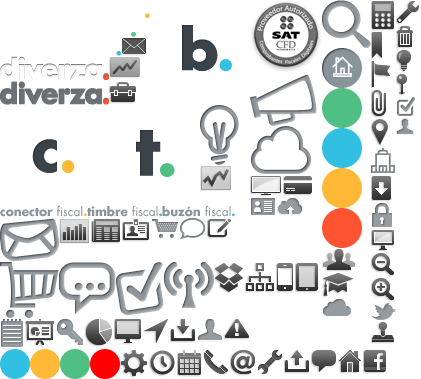 b.
Proveedor Autorizado
SAT
CFD
Comprobantes Fiscales Digitales
diverza.
diverza.
c.
t.
conector fiscal.timbre fiscal.buzón fiscal.